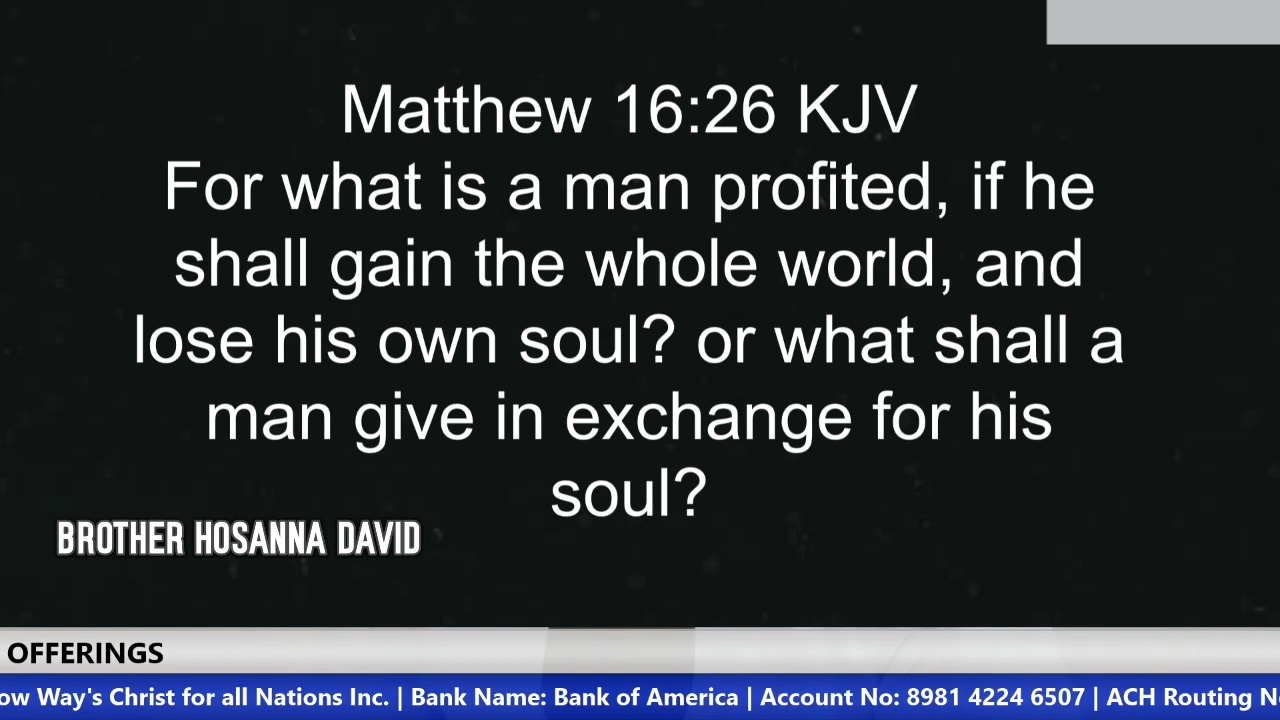 Matthew 16:26 KJV
For what is a man profited, if he
shall gain the whole world, and
lose his own soul? or what shall a
man give in exchange for his
soul?
BROTHER HOSANNA DAVID
OFFERINGS
Way's Christ for all Nations Inc. | Bank Name: Bank of America | Account No: 8981 4224 6507 | ACH Routing